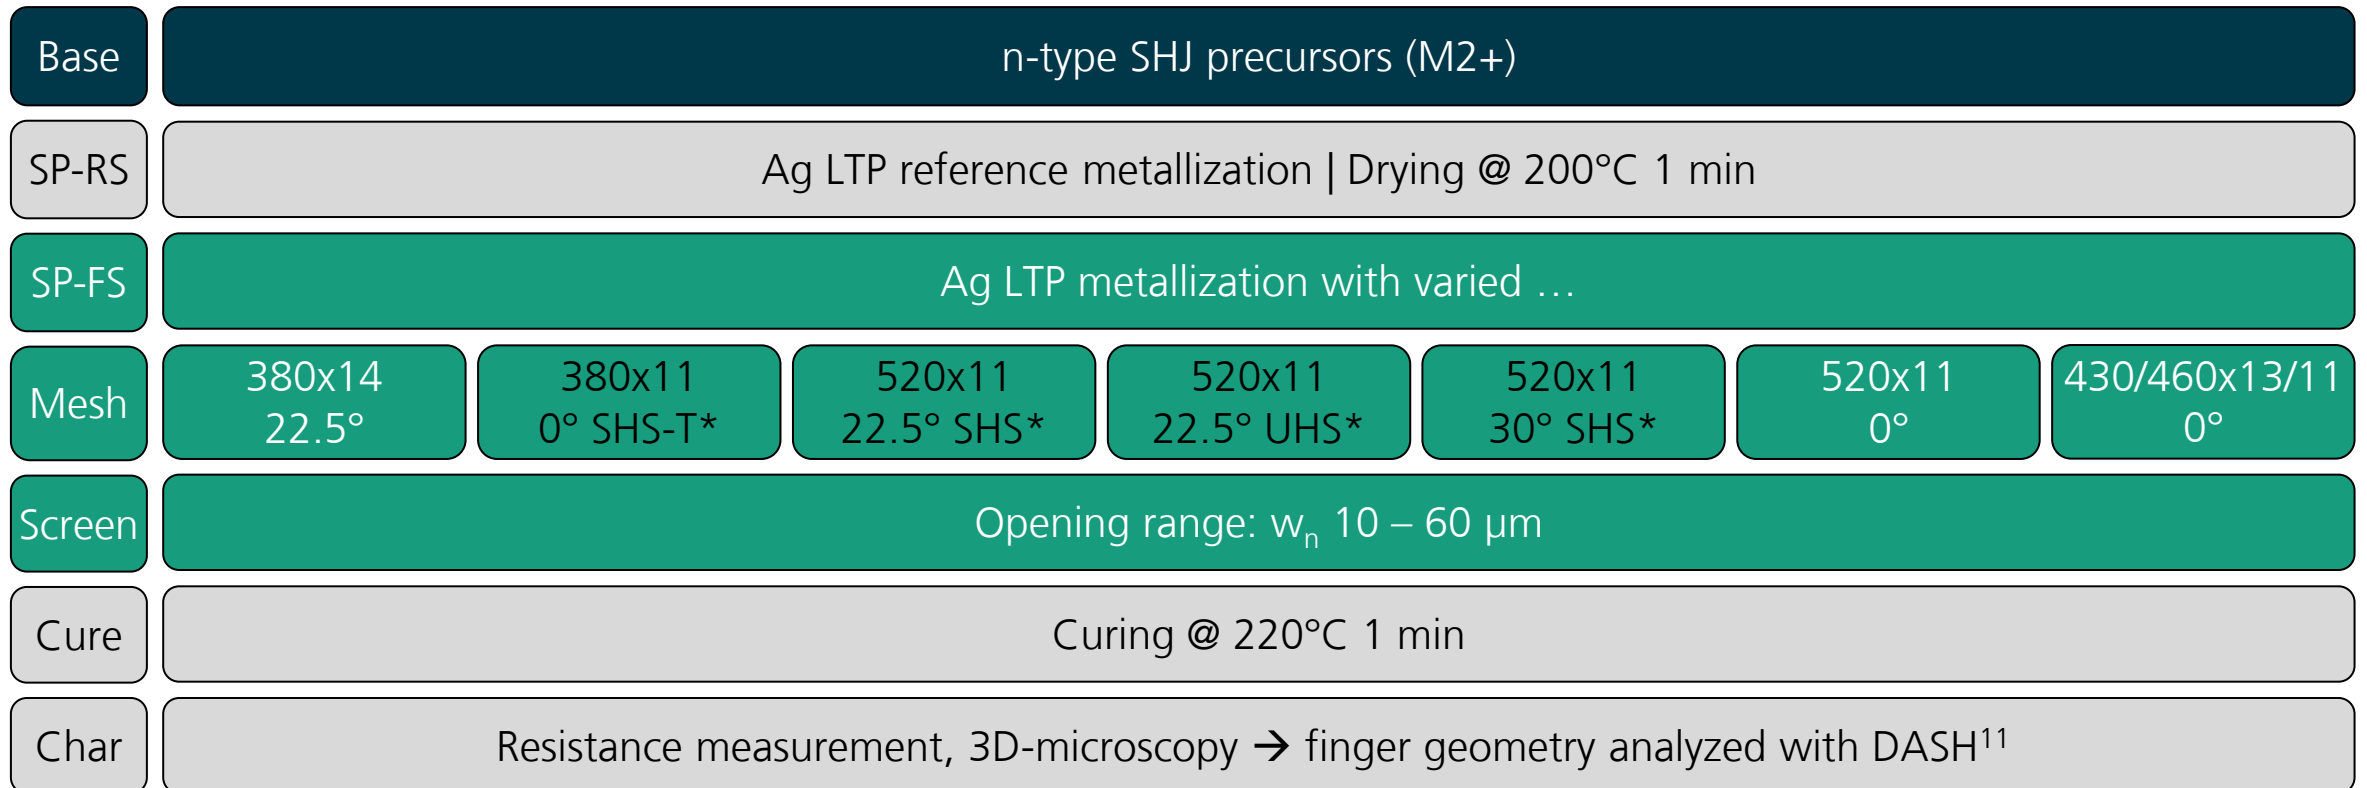 Base
n-type SHJ precursors (M2+)
SP-RS
Ag LTP reference metallization | Drying @ 200°C 1 min
SP-FS
Ag LTP metallization with varied …
Mesh
380x14
22.5°
380x11
0° SHS-T*
520x11
22.5° SHS*
520x11
22.5° UHS*
520x11
30° SHS*
520x11
0°
430/460x13/11
0°
Screen
Opening range: wₙ 10 – 60 µm
Cure
Curing @ 220°C 1 min
Char
Resistance measurement, 3D-microscopy → finger geometry analyzed with DASH¹¹